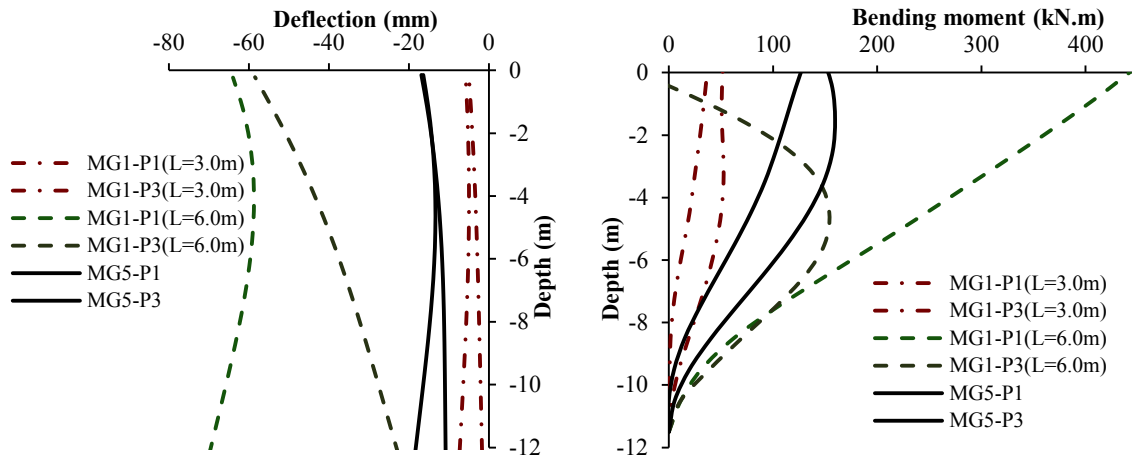 Deflection (mm)
-80 -60 -40 -20 0
0
-2
-4
-6
-8
-10
-12
Depth (m)
MG1-P1(L=3.0m)
MG1-P3(L=3.0m)
MG1-P1(L=6.0m)
MG1-P3(L=6.0m)
MG5-P1
MG5-P3
Bending moment (kN.m)
0 100 200 300 400
0
-2
-4
-6
-8
-10
-12
Depth (m)
MG1-P1(L=3.0m)
MG1-P3(L=3.0m)
MG1-P1(L=6.0m)
MG1-P3(L=6.0m)
MG5-P1
MG5-P3